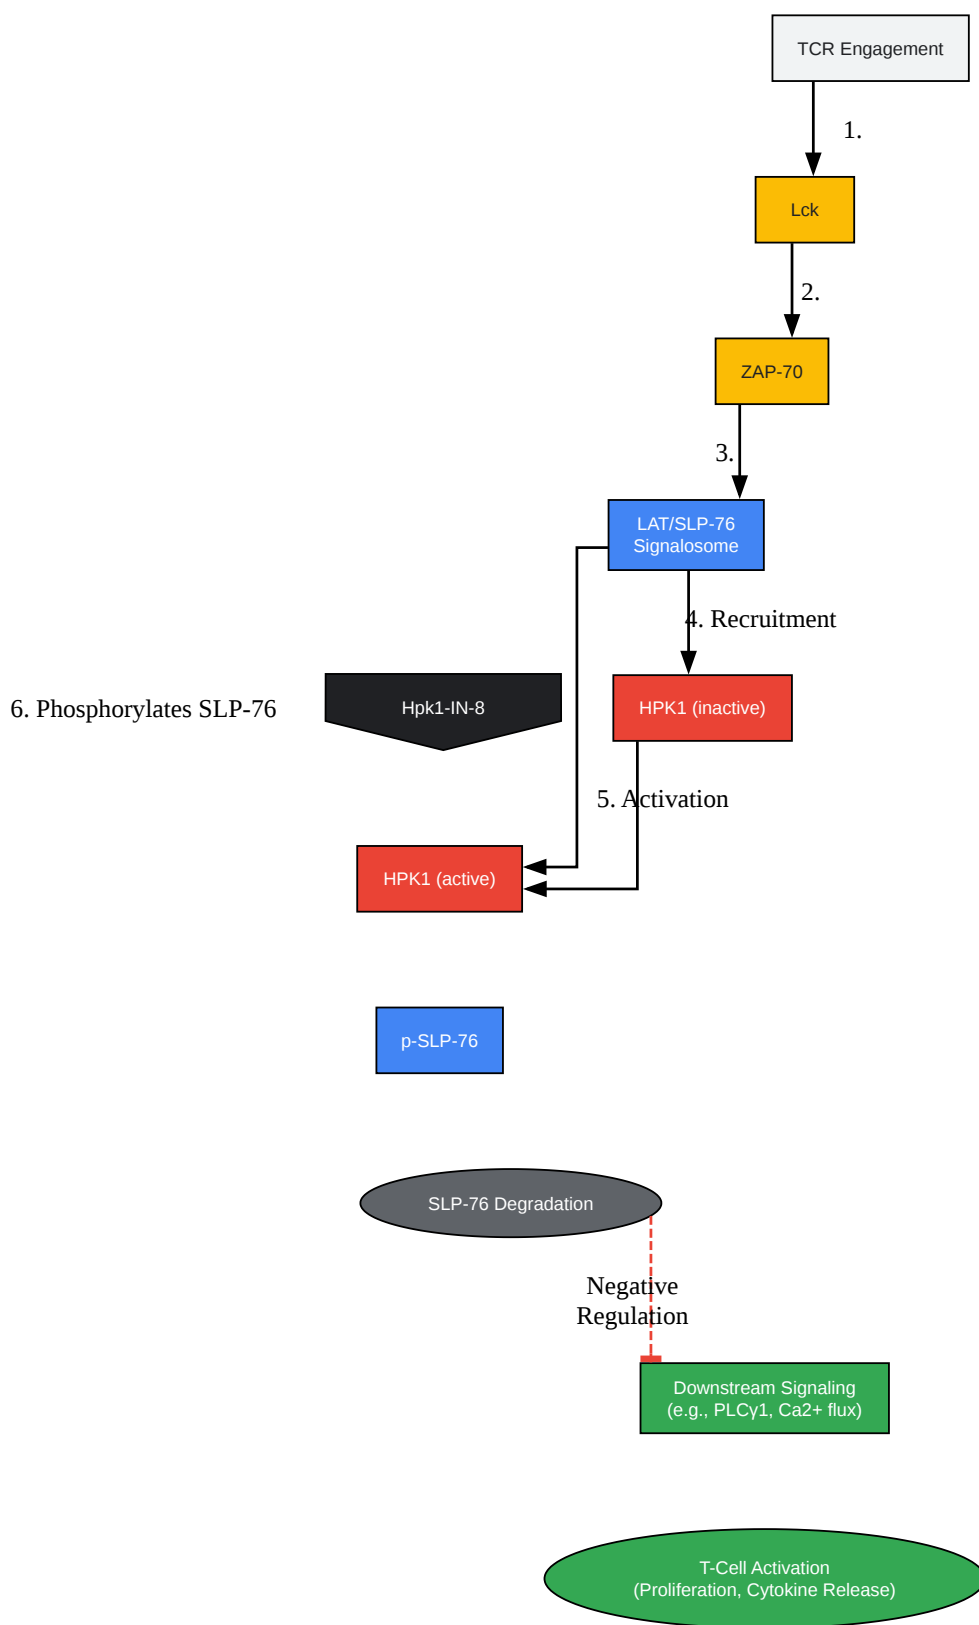 TCR Engagement
1.
Lck
2.
ZAP-70
3.
LAT/SLP-76
Signalosome
4. Recruitment
6. Phosphorylates SLP-76
Hpk1-IN-8
HPK1 (inactive)
5. Activation
HPK1 (active)
p-SLP-76
SLP-76 Degradation
Negative
Regulation
Downstream Signaling
(e.g., PLCγ1, Ca2+ flux)
T-Cell Activation
(Proliferation, Cytokine Release)